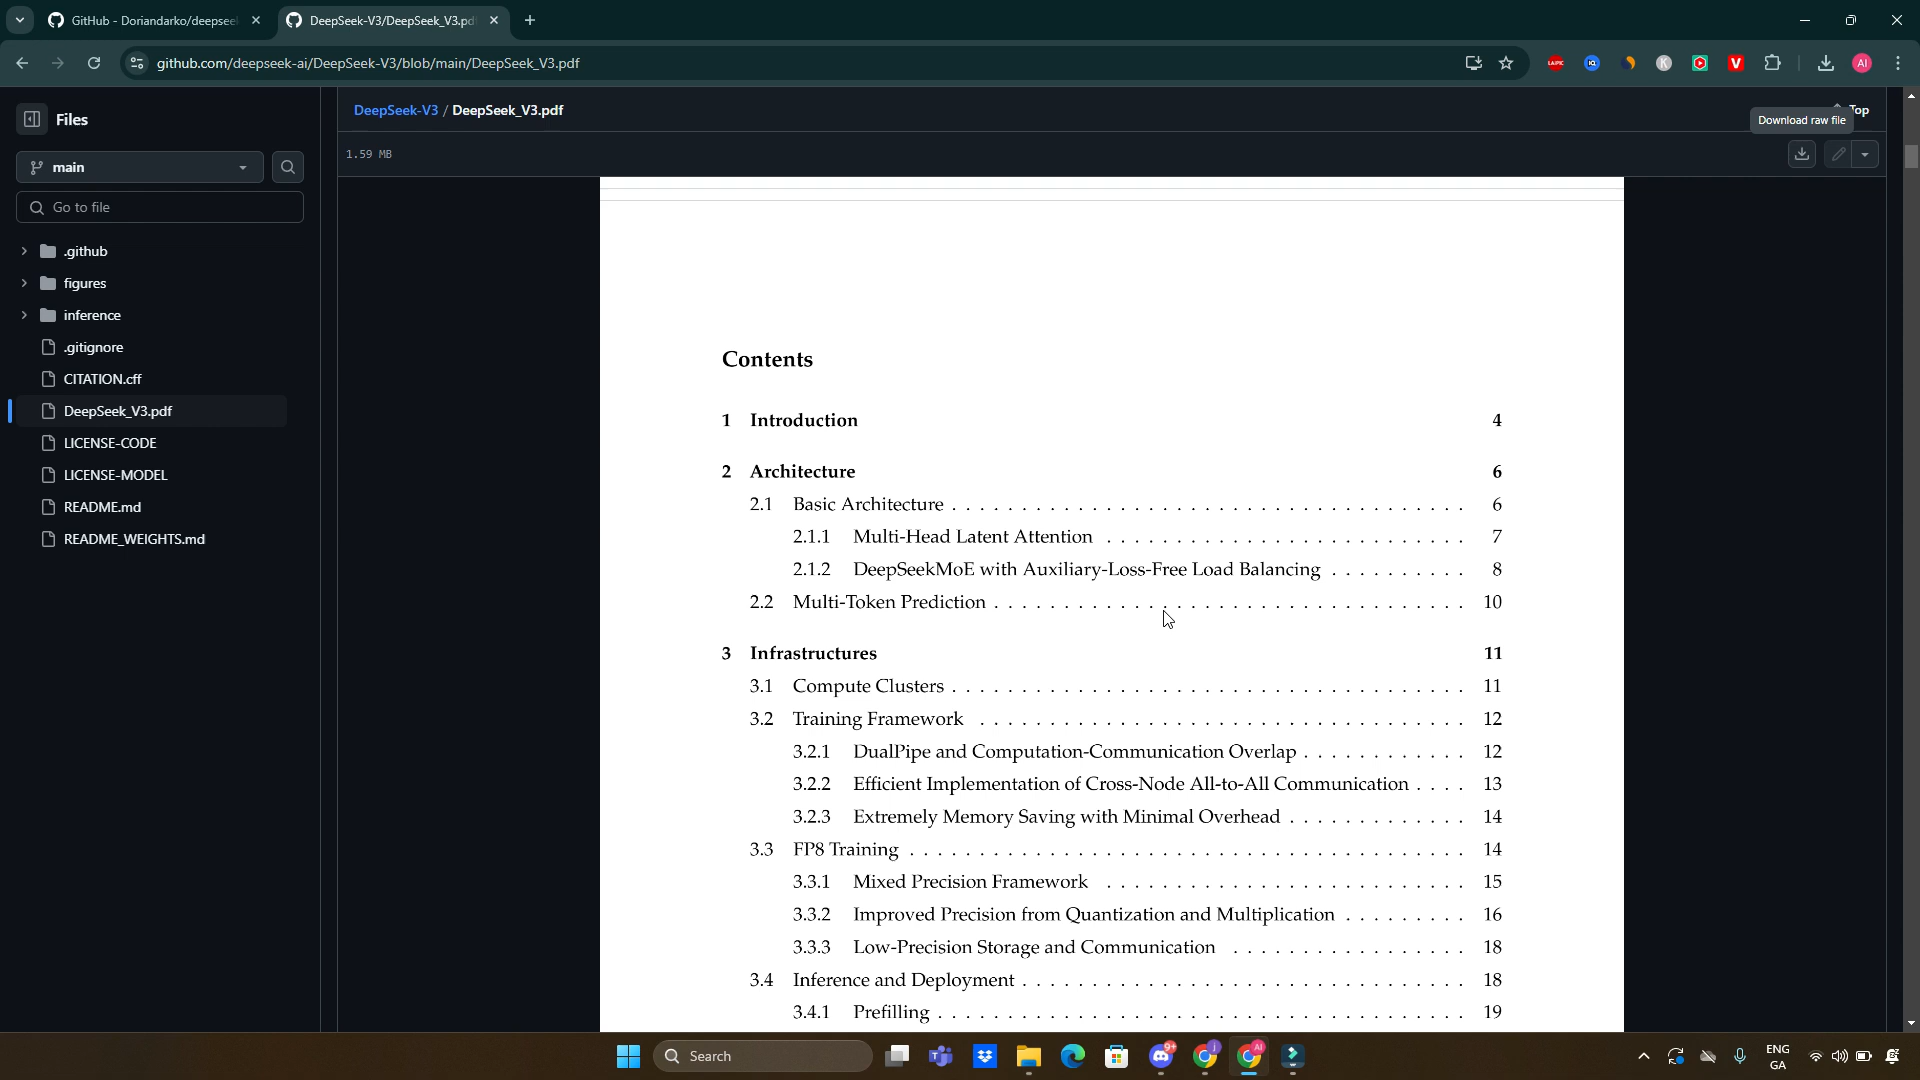 GitHub - Doriandarko/deepsee
DeepSeek-V3/DeepSeek_V3.pd
github.com/deepseek-ai/DeepSeek-V3/blob/main/DeepSeek_V3.pdf
AI
Files
DeepSeek-V3 / DeepSeek_V3.pdf
Top
Download raw file
main
1.59 MB
Go to file
.github
figures
inference
.gitignore
CITATION.cff
DeepSeek_V3.pdf
LICENSE-CODE
LICENSE-MODEL
README.md
README_WEIGHTS.md
Contents
1 Introduction 4
2 Architecture 6
2.1 Basic Architecture . . . . . . . . . . . . . . . . . . . . . . . . . . . . . . . . . . . . . 6
2.1.1 Multi-Head Latent Attention . . . . . . . . . . . . . . . . . . . . . . . . . . 7
2.1.2 DeepSeekMoE with Auxiliary-Loss-Free Load Balancing . . . . . . . . . . 8
2.2 Multi-Token Prediction . . . . . . . . . . . . . . . . . . . . . . . . . . . . . . . . . . 10
3 Infrastructures 11
3.1 Compute Clusters . . . . . . . . . . . . . . . . . . . . . . . . . . . . . . . . . . . . . 11
3.2 Training Framework . . . . . . . . . . . . . . . . . . . . . . . . . . . . . . . . . . . 12
3.2.1 DualPipe and Computation-Communication Overlap . . . . . . . . . . . . 12
3.2.2 Efficient Implementation of Cross-Node All-to-All Communication . . . . 13
3.2.3 Extremely Memory Saving with Minimal Overhead . . . . . . . . . . . . . 14
3.3 FP8 Training . . . . . . . . . . . . . . . . . . . . . . . . . . . . . . . . . . . . . . . . 14
3.3.1 Mixed Precision Framework . . . . . . . . . . . . . . . . . . . . . . . . . . 15
3.3.2 Improved Precision from Quantization and Multiplication . . . . . . . . . 16
3.3.3 Low-Precision Storage and Communication . . . . . . . . . . . . . . . . . 18
3.4 Inference and Deployment . . . . . . . . . . . . . . . . . . . . . . . . . . . . . . . . 18
3.4.1 Prefilling . . . . . . . . . . . . . . . . . . . . . . . . . . . . . . . . . . . . . . 19
Search
9+
AI
ENG
GA